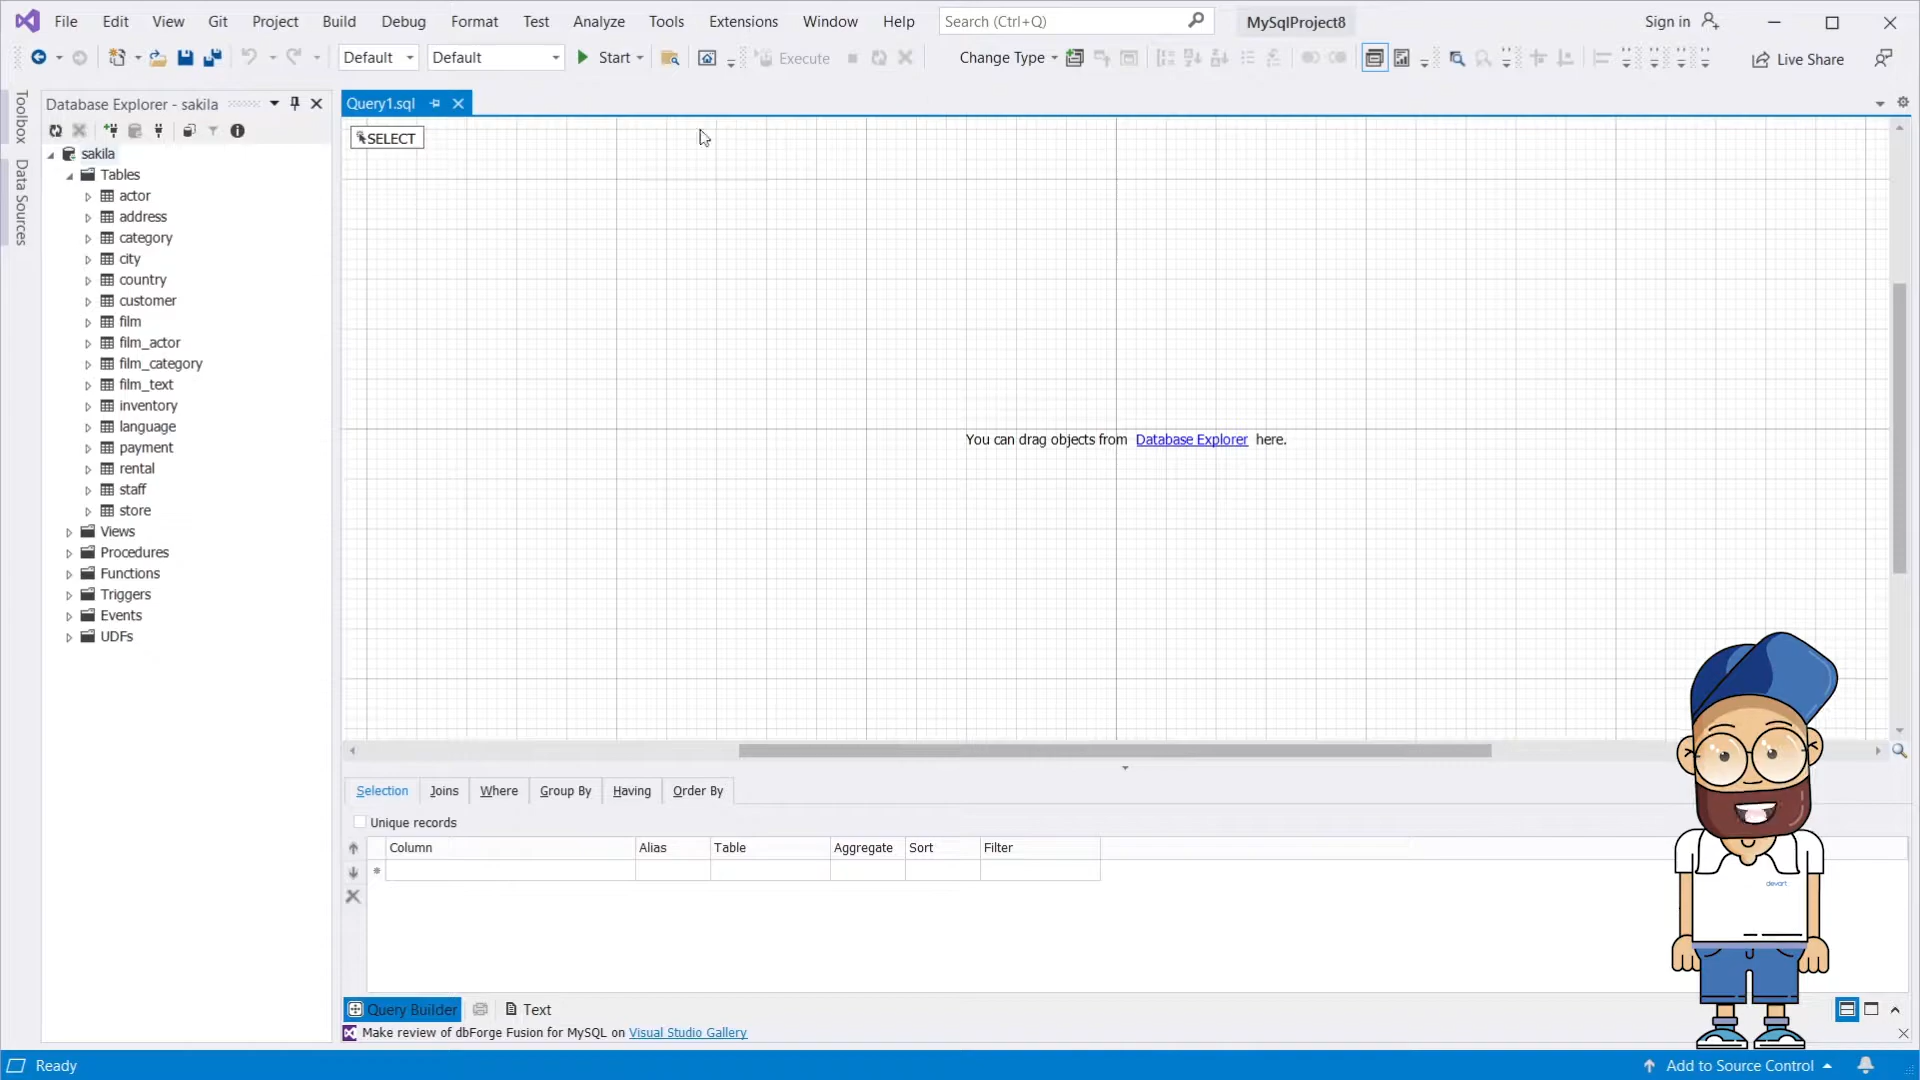 File Edit View Git Project Build Debug Format Test Analyze Tools Extensions Window Help Search (Ctrl+Q) MySqlProject8 Sign in
Default Default Start Execute Change Type Live Share
Toolbox
Data Sources
Database Explorer - sakila
sakila
Tables
actor
address
category
city
country
customer
film
film_actor
film_category
film_text
inventory
language
payment
rental
staff
store
Views
Procedures
Functions
Triggers
Events
UDFs
Query1.sql
SELECT
You can drag objects from Database Explorer here.
Selection Joins Where Group By Having Order By
Unique records
Column Alias Table Aggregate Sort Filter
Query Builder Text
Make review of dbForge Fusion for MySQL on Visual Studio Gallery
devart.
Ready Add to Source Control